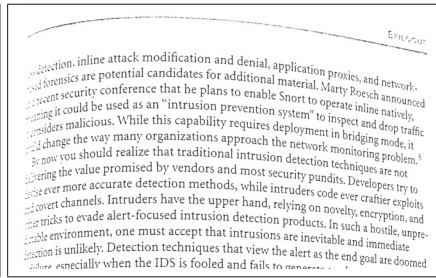 EPILOGUE
detection, inline attack modification and denial, application proxies, and network-
forensics are potential candidates for additional material. Marty Roesch announced
recent security conference that he plans to enable Snort to operate inline natively,
it could be used as an “intrusion prevention system” to inspect and drop traffic
considers malicious. While this capability requires deployment in bridging mode, it
change the way many organizations approach the network monitoring problem.
By now you should realize that traditional intrusion detection techniques are not
the value promised by vendors and most security pundits. Developers try to
ever more accurate detection methods, while intruders code ever craftier exploits
covert channels. Intruders have the upper hand, relying on novelty, encryption, and
tricks to evade alert-focused intrusion detection products. In such a hostile, unpre-
environment, one must accept that intrusions are inevitable and immediate
is unlikely. Detection techniques that view the alert as the end goal are doomed
especially when the IDS is fooled and fails to